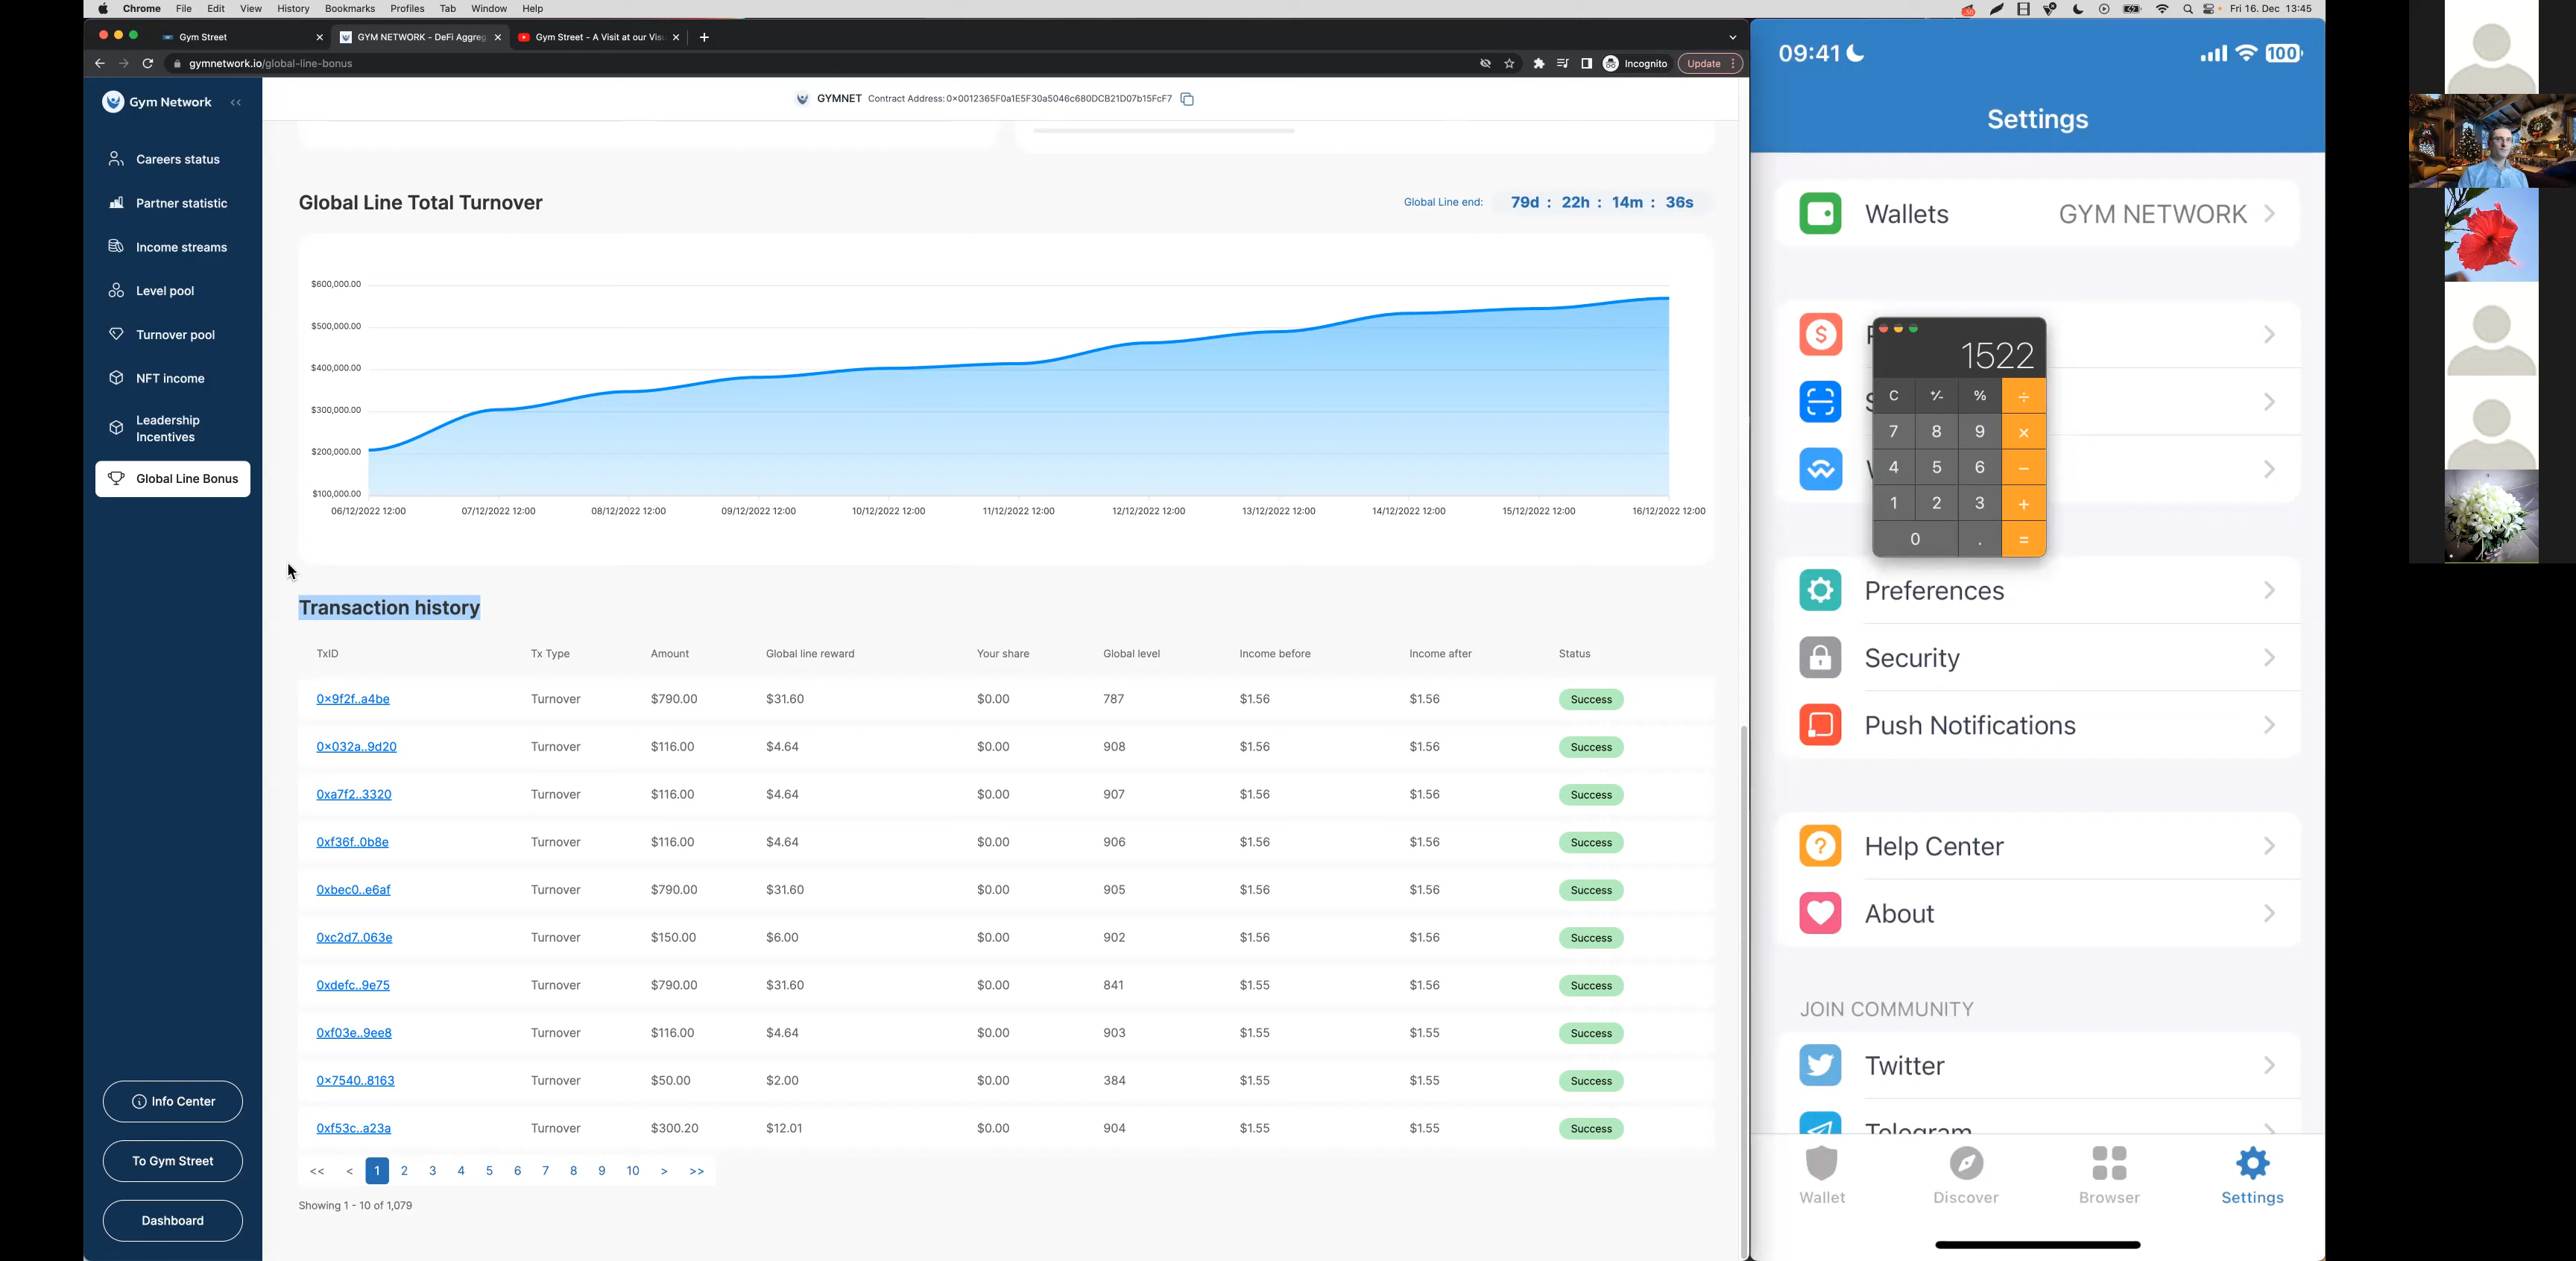 Chrome File Edit View History Bookmarks Profiles Tab Window Help
Fri 16. Dec 13:45
Gym Street
GYM NETWORK - DeFi Aggreg
Gym Street - A Visit at our Visu
gymnetwork.io/global-line-bonus
Incognito
Update
Gym Network
Careers status
Partner statistic
Income streams
Level pool
Turnover pool
NFT income
Leadership
Incentives
Global Line Bonus
Info Center
To Gym Street
Dashboard
GYMNET Contract Address: 0x0012365F0a1E5F30a5046c680DCB21D07b15FcF7
Global Line Total Turnover
Global Line end: 79d : 22h : 14m : 36s
$600,000.00
$500,000.00
$400,000.00
$300,000.00
$200,000.00
$100,000.00
06/12/2022 12:00 07/12/2022 12:00 08/12/2022 12:00 09/12/2022 12:00 10/12/2022 12:00 11/12/2022 12:00 12/12/2022 12:00 13/12/2022 12:00 14/12/2022 12:00 15/12/2022 12:00 16/12/2022 12:00
Transaction history
TxID Tx Type Amount Global line reward Your share Global level Income before Income after Status
0x9f2f..a4be Turnover $790.00 $31.60 $0.00 787 $1.56 $1.56 Success
0x032a..9d20 Turnover $116.00 $4.64 $0.00 908 $1.56 $1.56 Success
0xa7f2..3320 Turnover $116.00 $4.64 $0.00 907 $1.56 $1.56 Success
0xf36f..0b8e Turnover $116.00 $4.64 $0.00 906 $1.56 $1.56 Success
0xbec0..e6af Turnover $790.00 $31.60 $0.00 905 $1.56 $1.56 Success
0xc2d7..063e Turnover $150.00 $6.00 $0.00 902 $1.56 $1.56 Success
0xdefc..9e75 Turnover $790.00 $31.60 $0.00 841 $1.55 $1.56 Success
0xf03e..9ee8 Turnover $116.00 $4.64 $0.00 903 $1.55 $1.55 Success
0x7540..8163 Turnover $50.00 $2.00 $0.00 384 $1.55 $1.55 Success
0xf53c..a23a Turnover $300.20 $12.01 $0.00 904 $1.55 $1.55 Success
<< < 1 2 3 4 5 6 7 8 9 10 > >>
Showing 1 - 10 of 1,079
09:41
100
Settings
Wallets GYM NETWORK
1522
C +/- % ÷
7 8 9 ×
4 5 6 −
1 2 3 +
0 . =
Preferences
Security
Push Notifications
Help Center
About
JOIN COMMUNITY
Twitter
Telegram
Wallet Discover Browser Settings